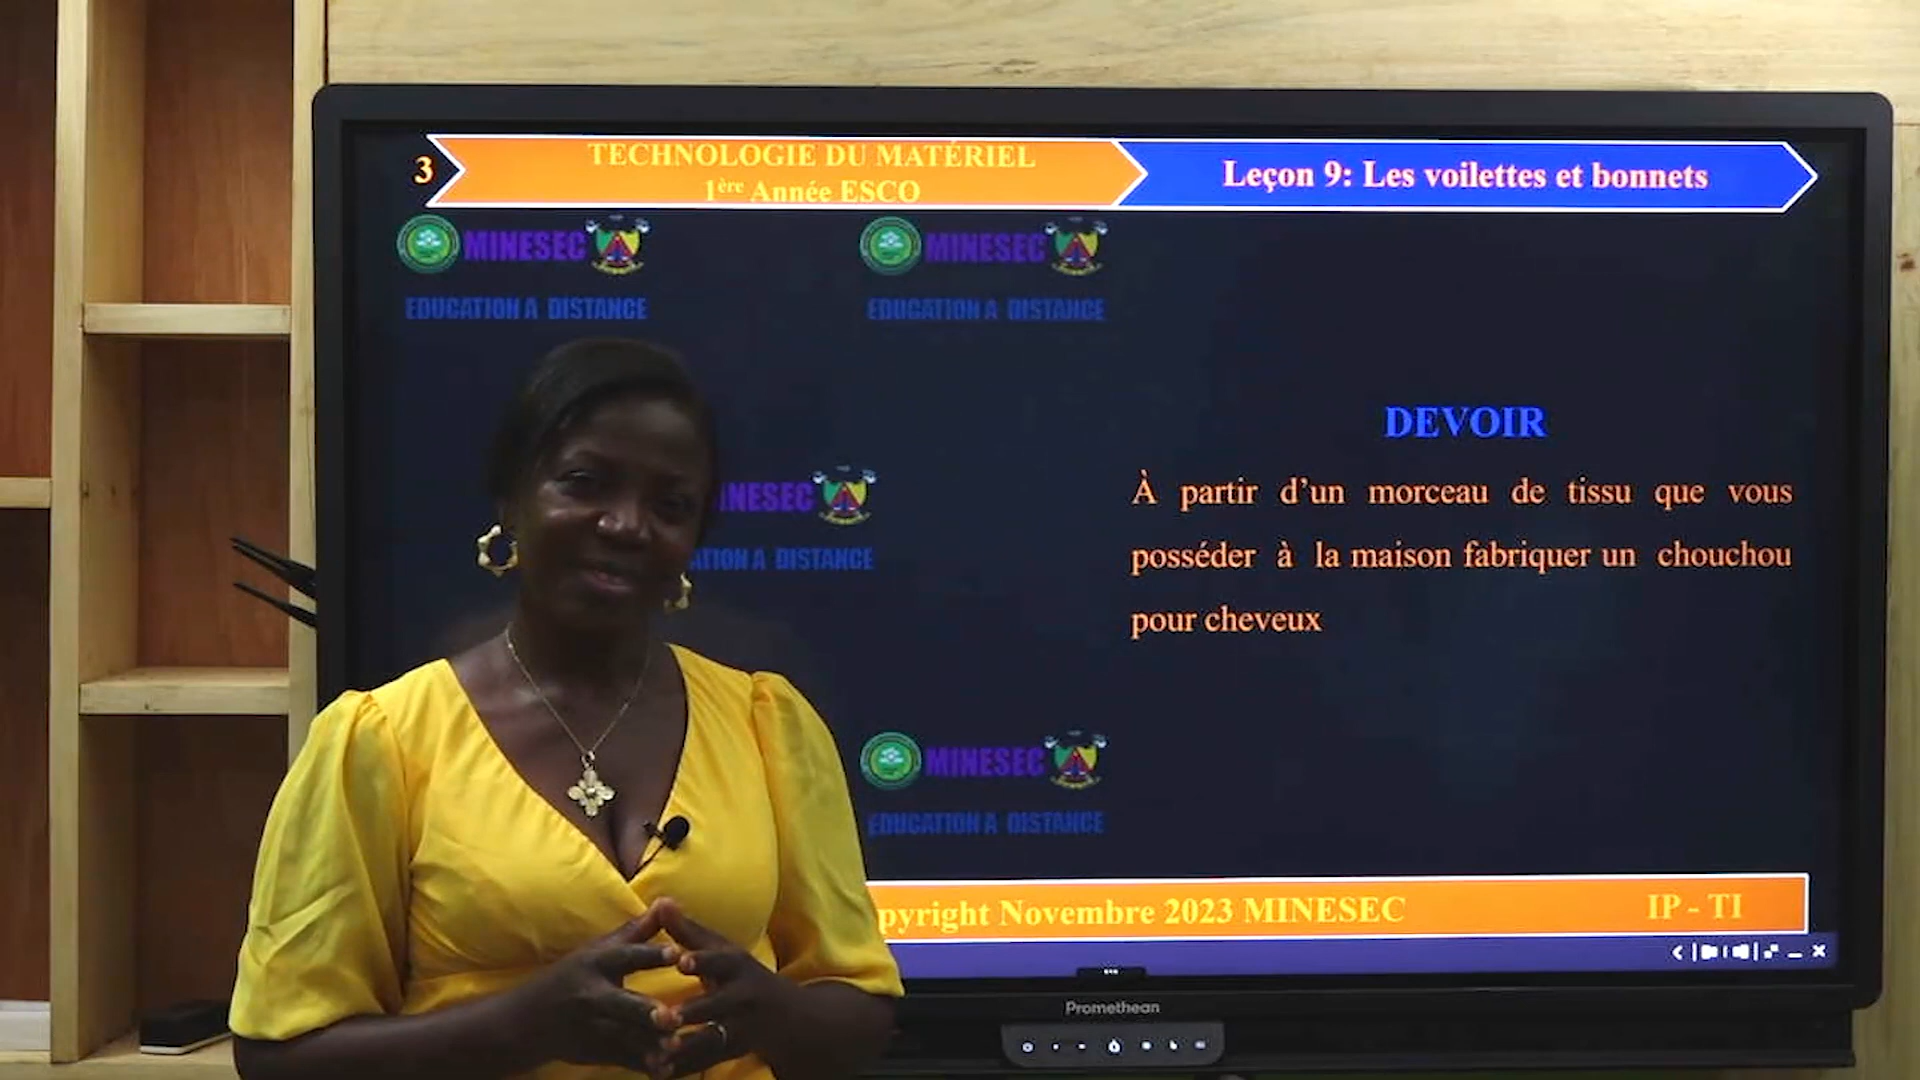 3
TECHNOLOGIE DU MATÉRIEL
1ère Année ESCO
Leçon 9: Les voilettes et bonnets
MINESEC
EDUCATION A DISTANCE
MINESEC
EDUCATION A DISTANCE
DEVOIR
À partir d'un morceau de tissu que vous
posséder à la maison fabriquer un chouchou
pour cheveux
INESEC
ATION A DISTANCE
MINESEC
EDUCATION A DISTANCE
pyright Novembre 2023 MINESEC
IP - TI
Promethean